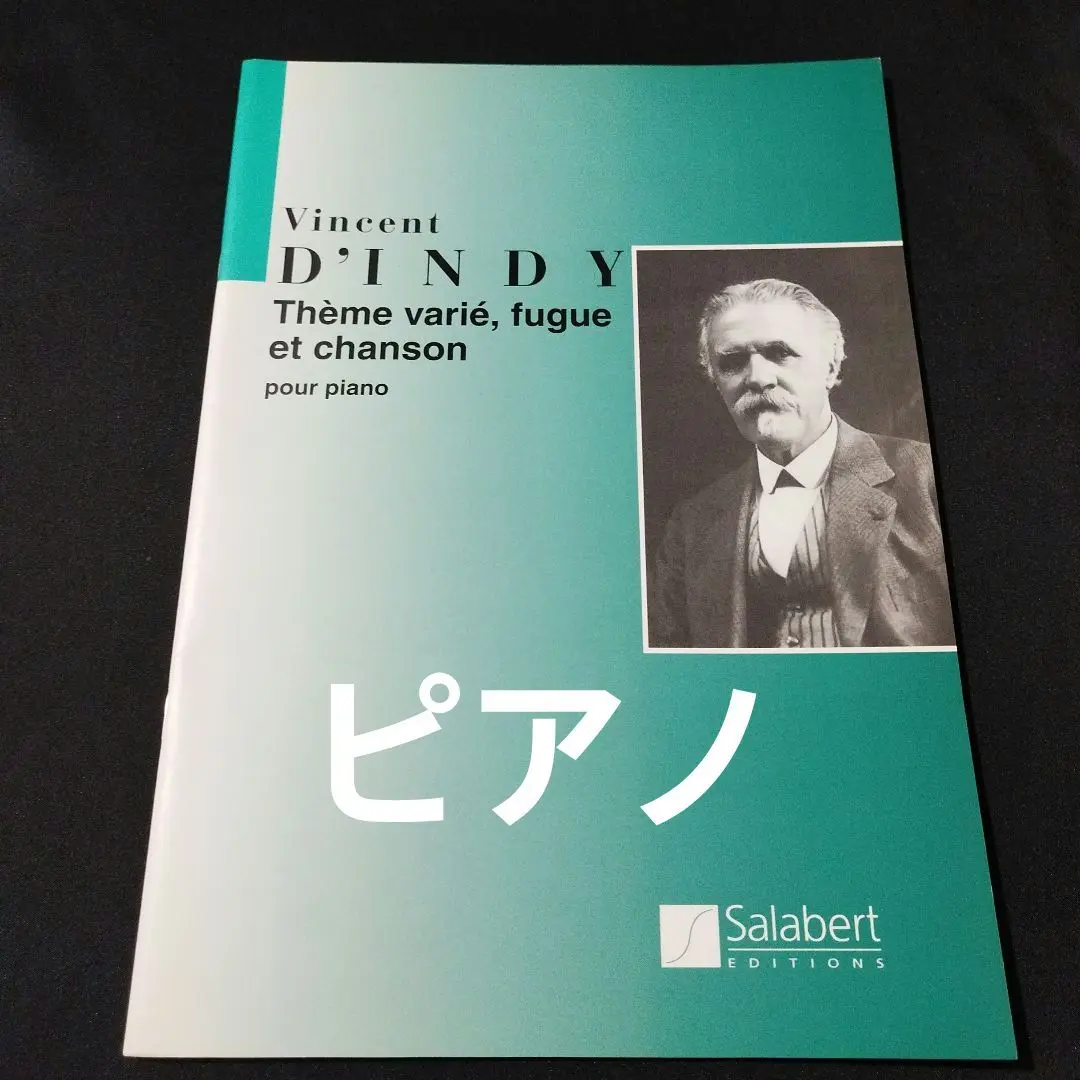 Vincent
D'INDY
Thème varié, fugue
et chanson
pour piano
ピアノ
Salabert
EDITIONS